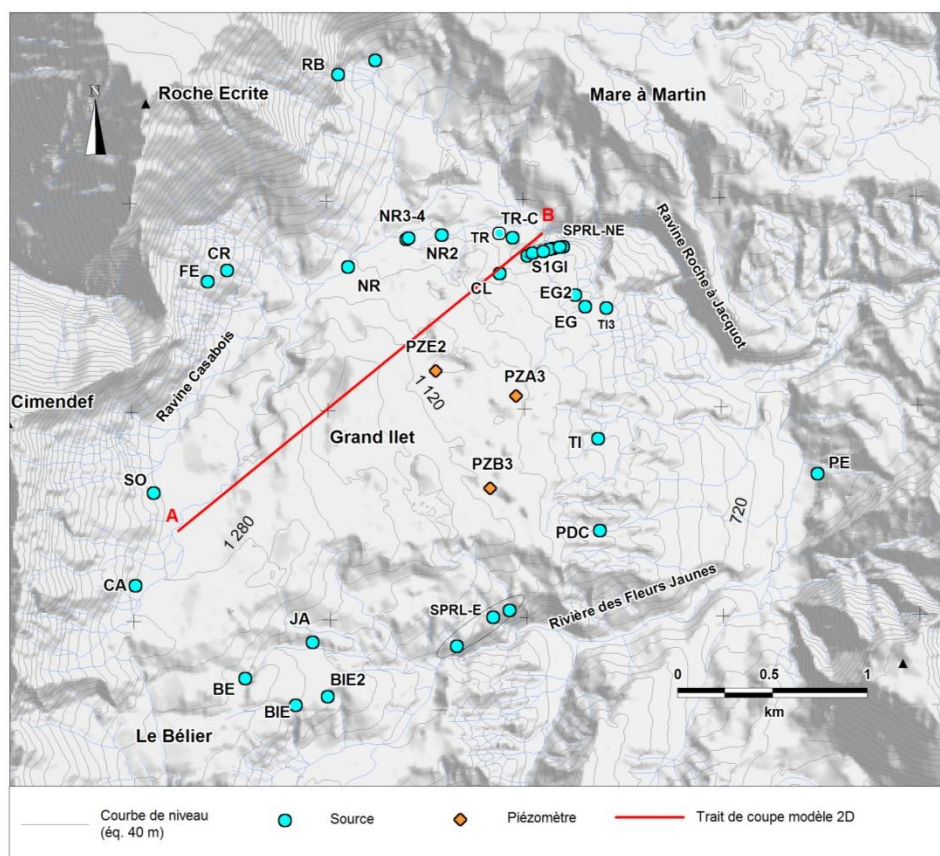 RB
Roche Ecrite
Mare à Martin
N
NR3-4
TR-C
B
TR
SPRL-NE
CR
NR2
FE
NR
CL
S1GI
EG2
EG
TI3
Ravine Roche à Jacquot
PZE2
1 120
PZA3
Ravine Casabois
Cimendef
Grand Ilet
TI
PE
SO
PZB3
A
1 280
720
PDC
CA
SPRL-E
Rivière des Fleurs Jaunes
JA
BE
BIE2
BIE
0 0.5 1
km
Le Bélier
Courbe de niveau
(éq. 40 m)
Source
Piézomètre
Trait de coupe modèle 2D